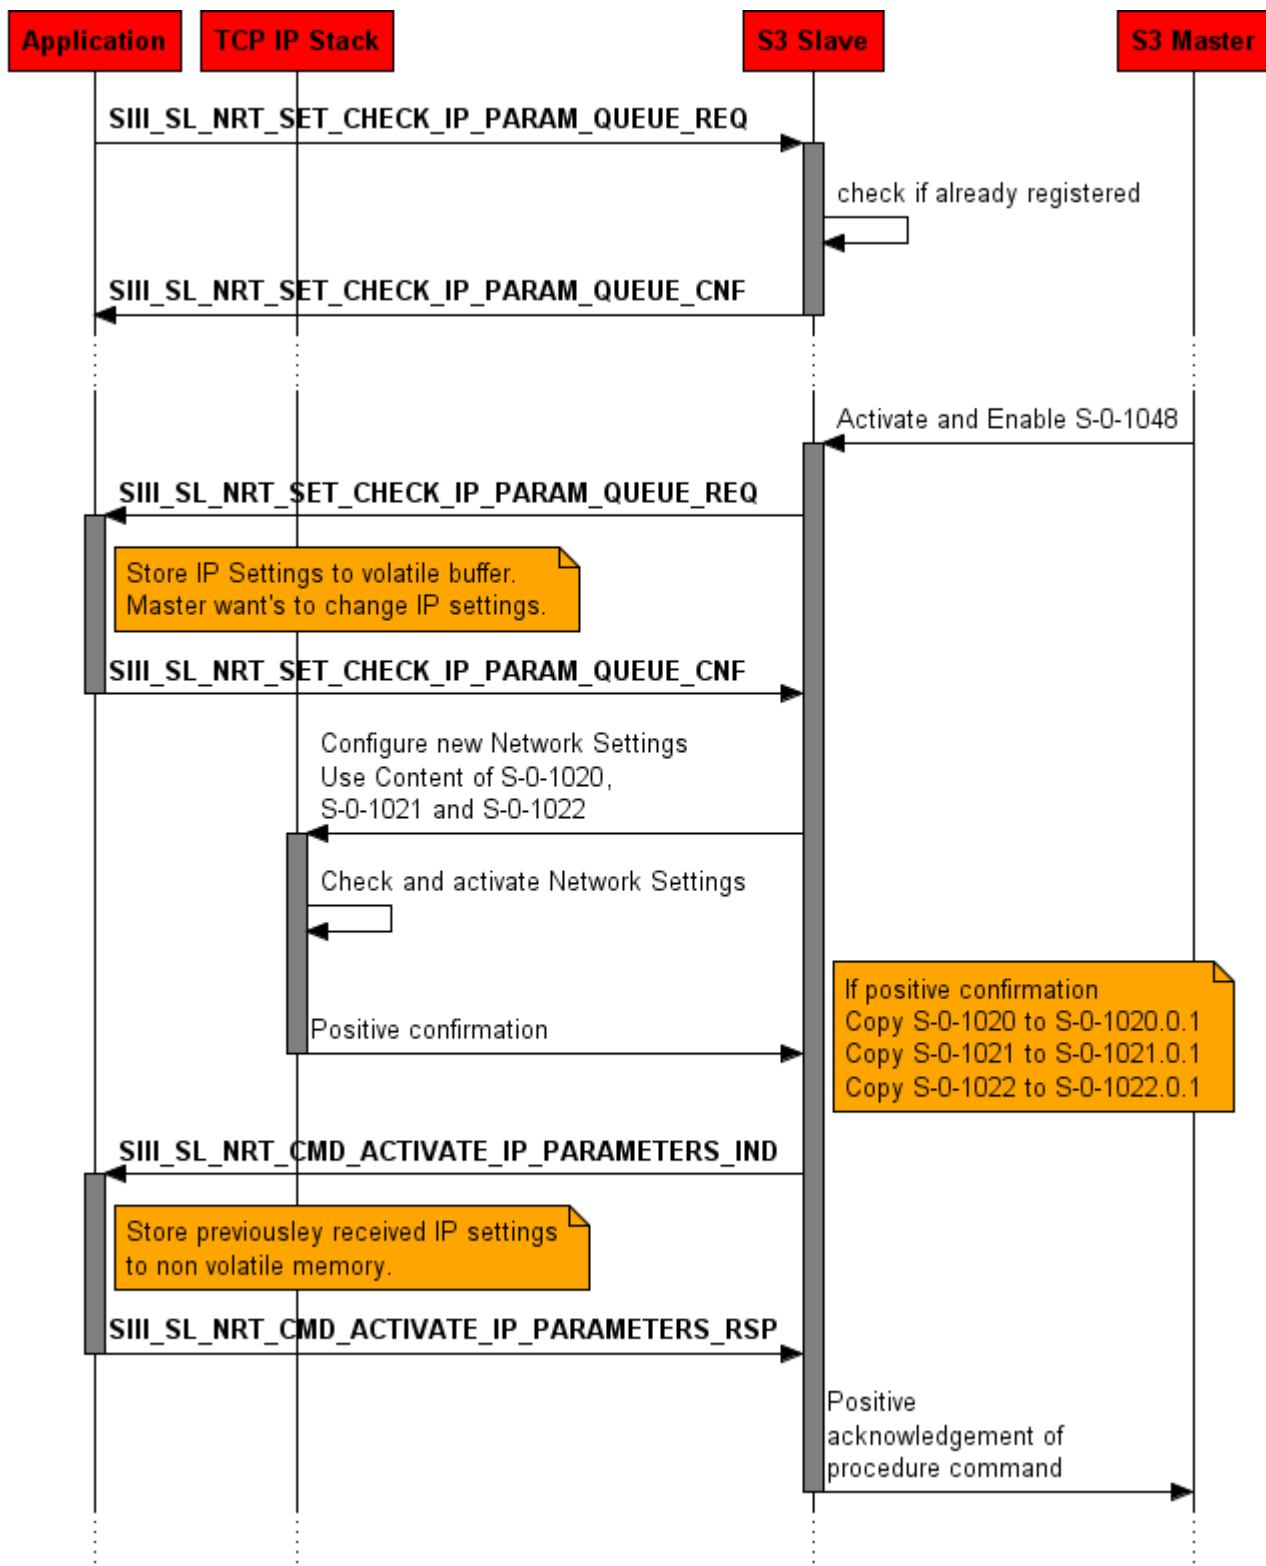 Application
TCP IP Stack
S3 Slave
S3 Master
SIII_SL_NRT_SET_CHECK_IP_PARAM_QUEUE_REQ
check if already registered
SIII_SL_NRT_SET_CHECK_IP_PARAM_QUEUE_CNF
Activate and Enable S-0-1048
SIII_SL_NRT_SET_CHECK_IP_PARAM_QUEUE_REQ
Store IP Settings to volatile buffer.
Master want's to change IP settings.
SIII_SL_NRT_SET_CHECK_IP_PARAM_QUEUE_CNF
Configure new Network Settings
Use Content of S-0-1020,
S-0-1021 and S-0-1022
Check and activate Network Settings
If positive confirmation
Copy S-0-1020 to S-0-1020.0.1
Copy S-0-1021 to S-0-1021.0.1
Copy S-0-1022 to S-0-1022.0.1
Positive confirmation
SIII_SL_NRT_CMD_ACTIVATE_IP_PARAMETERS_IND
Store previousley received IP settings
to non volatile memory.
SIII_SL_NRT_CMD_ACTIVATE_IP_PARAMETERS_RSP
Positive
acknowledgement of
procedure command